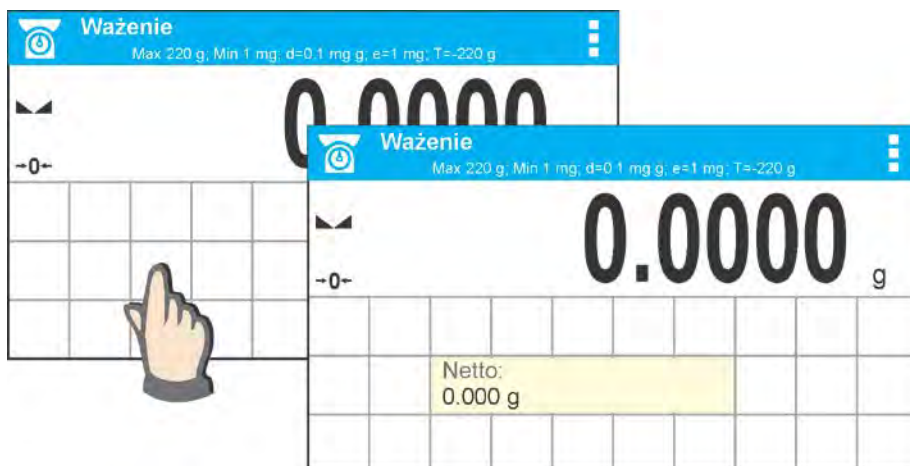 Ważenie
Max 220 g; Min 1 mg; d=0.1 mg g; e=1 mg; T=-220 g
0.0000
→0←
Ważenie
Max 220 g; Min 1 mg; d=0.1 mg g; e=1 mg; T=-220 g
0.0000 g
→0←
Netto:
0.000 g